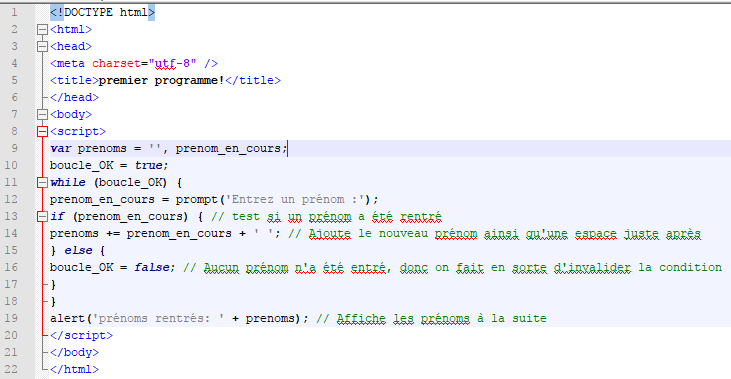 1 <!DOCTYPE html>
2 <html>
3 <head>
4 <meta charset="utf-8" />
5 <title>premier programme!</title>
6 </head>
7 <body>
8 <script>
9 var prenoms = '', prenom_en_cours;
10 boucle_OK = true;
11 while (boucle_OK) {
12 prenom_en_cours = prompt('Entrez un prénom :');
13 if (prenom_en_cours) { // test si un prénom a été rentré
14 prenoms += prenom_en_cours + ' '; // Ajoute le nouveau prénom ainsi qu'une espace juste après
15 } else {
16 boucle_OK = false; // Aucun prénom n'a été entré, donc on fait en sorte d'invalider la condition
17 }
18 }
19 alert('prénoms rentrés: ' + prenoms); // Affiche les prénoms à la suite
20 </script>
21 </body>
22 </html>